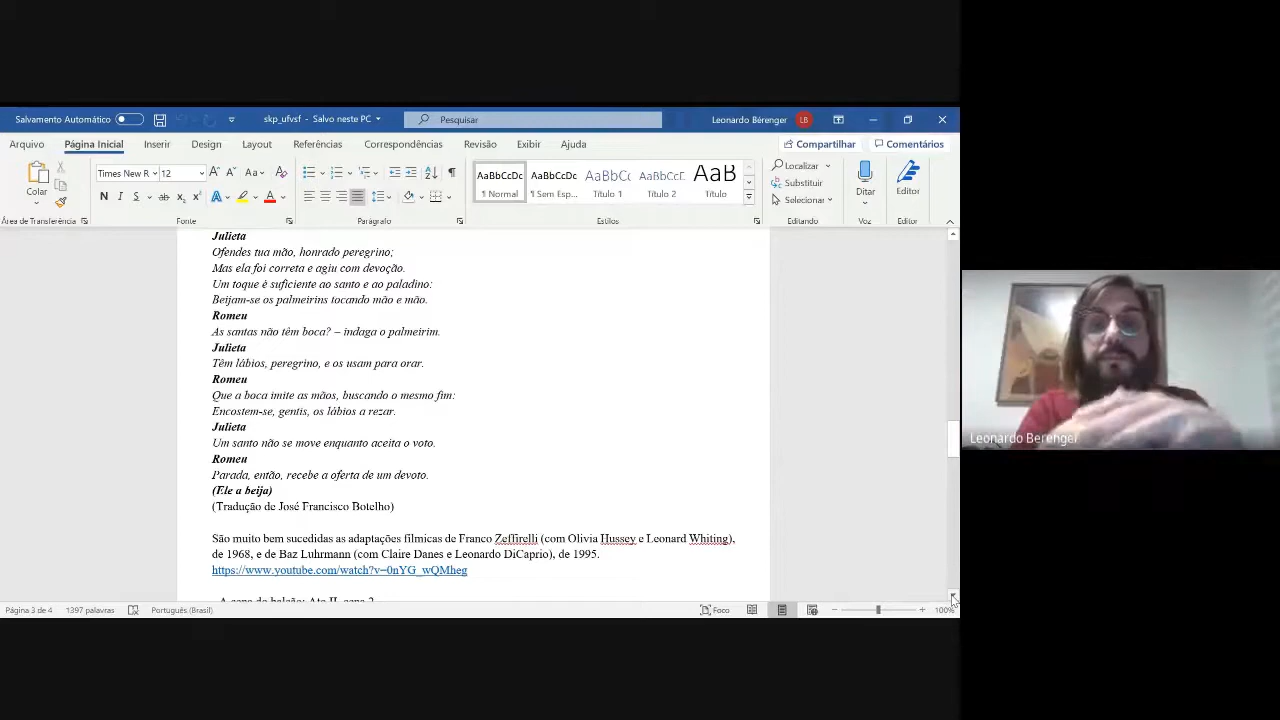 Salvamento Automático
skp_ufvsf - Salvo neste PC
Pesquisar
Leonardo Bérenger
LB
Arquivo
Página Inicial
Inserir
Design
Layout
Referências
Correspondências
Revisão
Exibir
Ajuda
Compartilhar
Comentários
Colar
Times New R
12
N I S
AaBbCcDc
¶ Normal
AaBbCcDc
¶ Sem Esp...
AaBbCc
Título 1
AaBbCcC
Título 2
AaB
Título
Localizar
Substituir
Selecionar
Ditar
Editor
Área de Transferência
Fonte
Parágrafo
Estilos
Editando
Voz
Editor
Julieta
Ofendes tua mão, honrado peregrino;
Mas ela foi correta e agiu com devoção.
Um toque é suficiente ao santo e ao paladino:
Beijam-se os palmeirins tocando mão e mão.
Romeu
As santas não têm boca? – indaga o palmeirim.
Julieta
Têm lábios, peregrino, e os usam para orar.
Romeu
Que a boca imite as mãos, buscando o mesmo fim:
Encostem-se, gentis, os lábios a rezar.
Julieta
Um santo não se move enquanto aceita o voto.
Romeu
Parada, então, recebe a oferta de um devoto.
(Ele a beija)
(Tradução de José Francisco Botelho)
São muito bem sucedidas as adaptações fílmicas de Franco Zeffirelli (com Olivia Hussey e Leonard Whiting),
de 1968, e de Baz Luhrmann (com Claire Danes e Leonardo DiCaprio), de 1995.
https://www.youtube.com/watch?v=0nYG_wQMheg
A cena do balcão: Ato II, cena 2
Página 3 de 4
1397 palavras
Português (Brasil)
Foco
100%
Leonardo Berenger